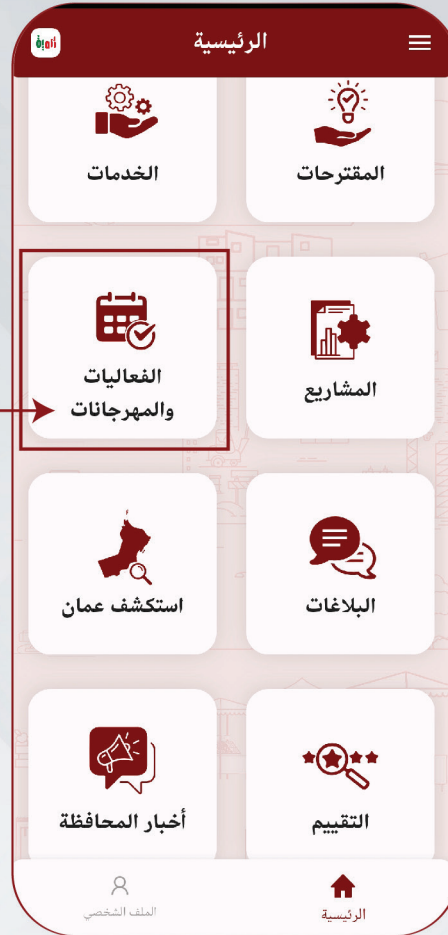 الرئيسية
المقترحات
الخدمات
المشاريع
الفعاليات
والمهرجانات
البلاغات
استكشف عمان
التقييم
أخبار المحافظة
الرئيسية
الملف الشخصي